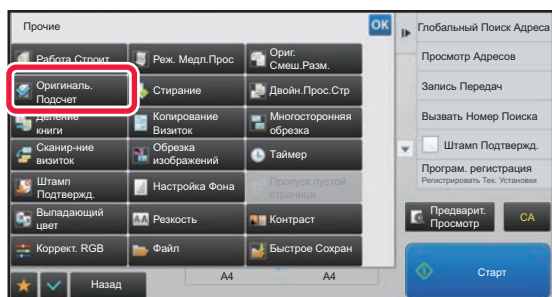 Прочие
OK
Работа Строит
Реж. Медл.Прос
Ориг.
Смеш.Разм.
Оригиналь.
Подсчет
Стирание
Двойн.Прос.Стр
Деление
книги
Копирование
Визиток
Многосторонняя
обрезка
Сканир-ние
визиток
Обрезка
изображений
Таймер
Штамп
Подтвержд.
Настройка Фона
Пропуск пустой
страници
Выпадающий
цвет
Резкость
Контраст
Коррект. RGB
Файл
Быстрое Сохран
Назад
A4
A4
Глобальный Поиск Адреса
Просмотр Адресов
Запись Передач
Вызвать Номер Поиска
Штамп Подтвержд.
Програм. регистрация
Регистрировать Тек. Установки
Предварит.
Просмотр
CA
Старт